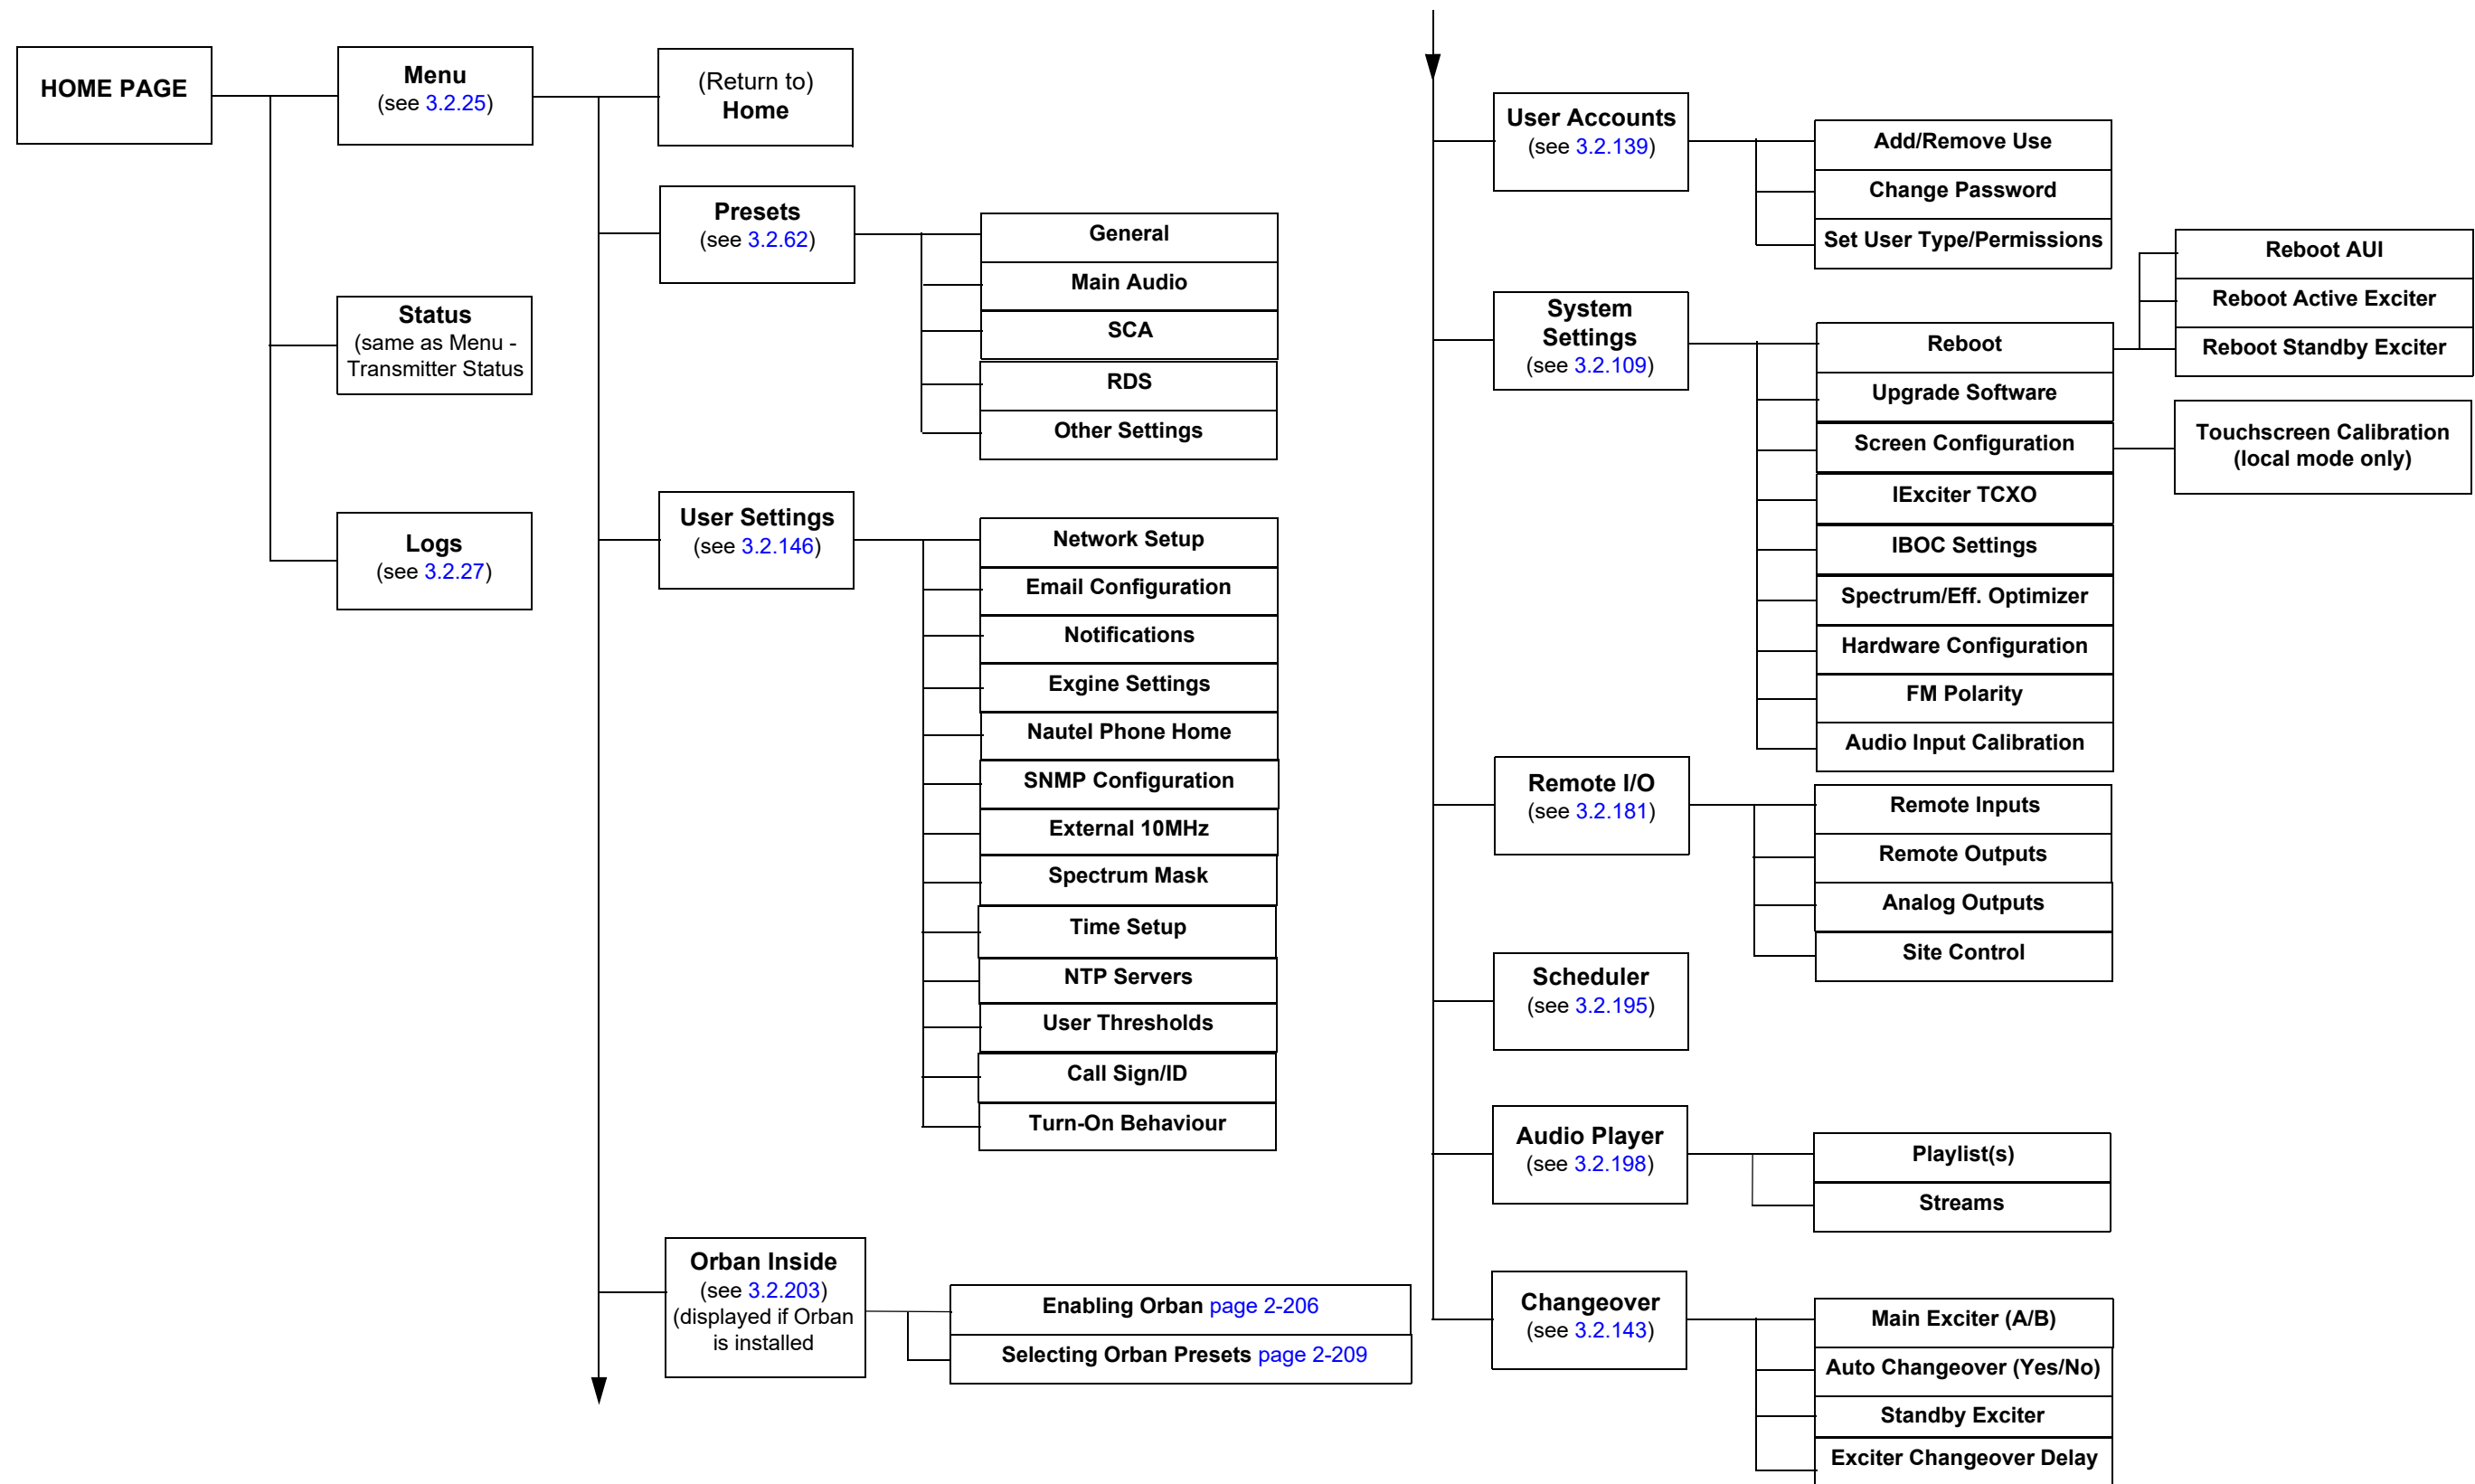 HOME PAGE
Menu
(see 3.2.25)
Status
(same as Menu -
Transmitter Status
Logs
(see 3.2.27)
(Return to)
Home
Presets
(see 3.2.62)
General
Main Audio
SCA
RDS
Other Settings
User Settings
(see 3.2.146)
Network Setup
Email Configuration
Notifications
Exgine Settings
Nautel Phone Home
SNMP Configuration
External 10MHz
Spectrum Mask
Time Setup
NTP Servers
User Thresholds
Call Sign/ID
Turn-On Behaviour
Orban Inside
(see 3.2.203)
(displayed if Orban
is installed
Enabling Orban page 2-206
Selecting Orban Presets page 2-209
User Accounts
(see 3.2.139)
Add/Remove Use
Change Password
Set User Type/Permissions
System
Settings
(see 3.2.109)
Reboot
Upgrade Software
Screen Configuration
IExciter TCXO
IBOC Settings
Spectrum/Eff. Optimizer
Hardware Configuration
FM Polarity
Audio Input Calibration
Reboot AUI
Reboot Active Exciter
Reboot Standby Exciter
Touchscreen Calibration
(local mode only)
Remote I/O
(see 3.2.181)
Remote Inputs
Remote Outputs
Analog Outputs
Site Control
Scheduler
(see 3.2.195)
Audio Player
(see 3.2.198)
Playlist(s)
Streams
Changeover
(see 3.2.143)
Main Exciter (A/B)
Auto Changeover (Yes/No)
Standby Exciter
Exciter Changeover Delay